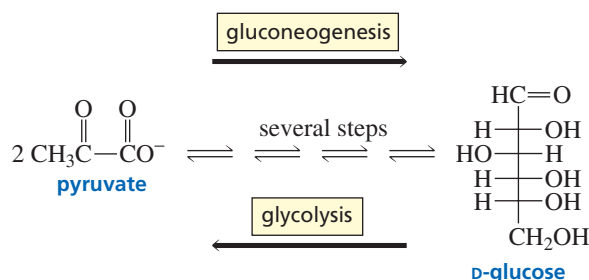 gluconeogenesis
O O
2 CH₃C—CO⁻
pyruvate
several steps
glycolysis
HC=O
H OH
HO H
H OH
H OH
CH₂OH
D-glucose